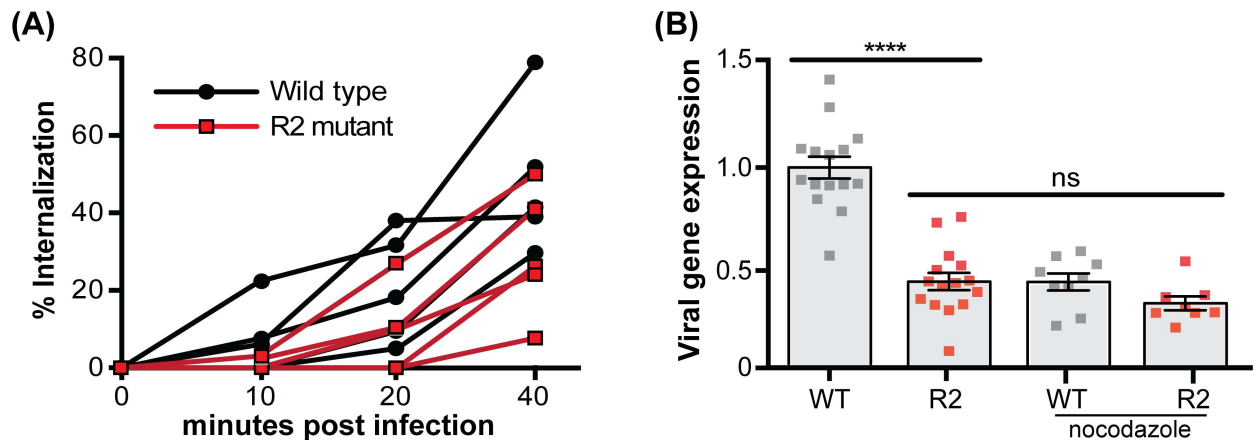 (A)
80
60
40
20
0
% Internalization
Wild type
R2 mutant
0 10 20 40
minutes post infection
(B)
****
ns
1.5
1.0
0.5
0
Viral gene expression
WT R2 WT R2
nocodazole